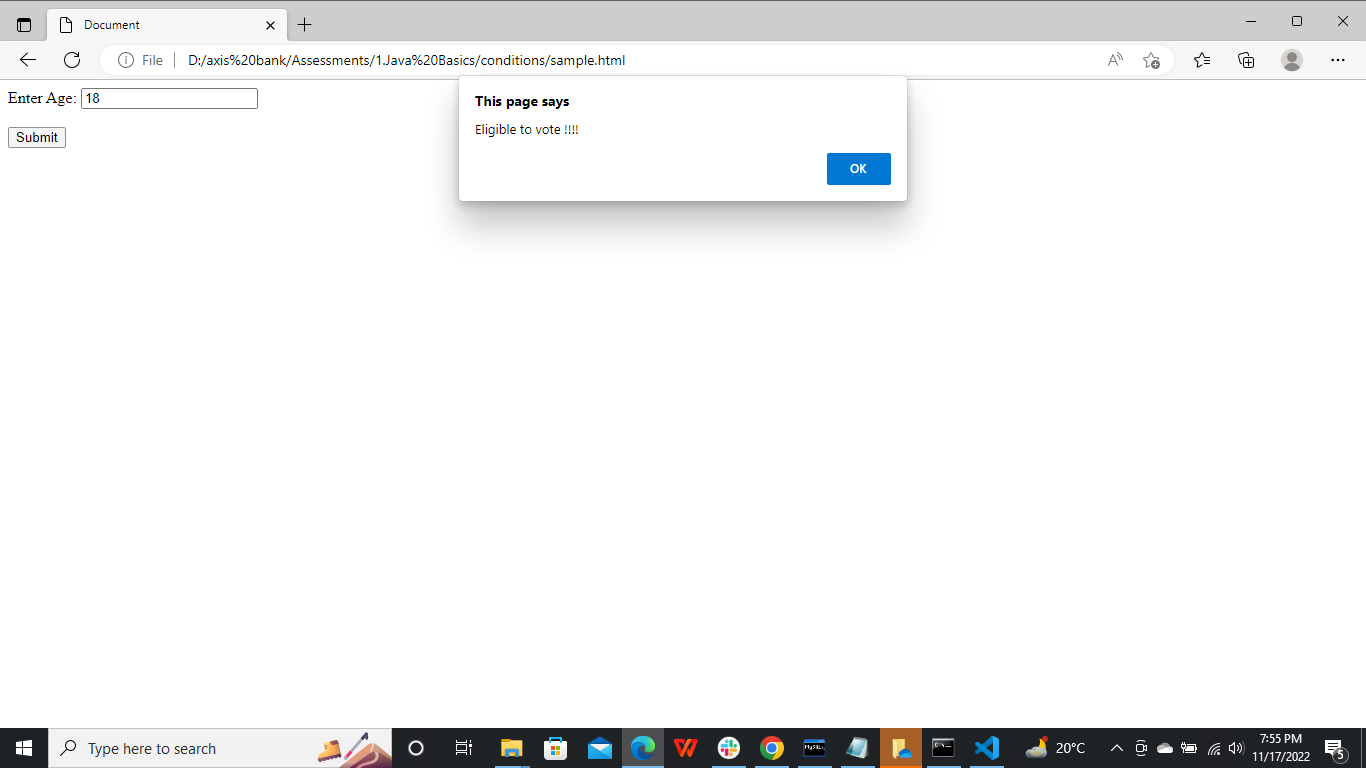 Document
File
D:/axis%20bank/Assessments/1.Java%20Basics/conditions/sample.html
Enter Age: 18
Submit
This page says
Eligible to vote !!!!
OK
Type here to search
20°C
7:55 PM
11/17/2022
5